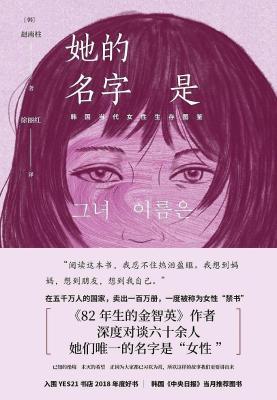 [韩]
赵南柱
著
徐丽红
译
她的
名字 是
韩国当代女性生存图鉴
그녀 이름은
“阅读这本书，我忍不住热泪盈眶。我想到妈
妈，想到朋友，想到我自己。”
在五千万人的国家，卖出一百万册，一度被称为女性“禁书”
《82 年生的金智英》作者
深度对谈六十余人
她们唯一的名字是“女性”
入围 YES21 书店 2018 年度好书 | 韩国《中央日报》当月推荐图书